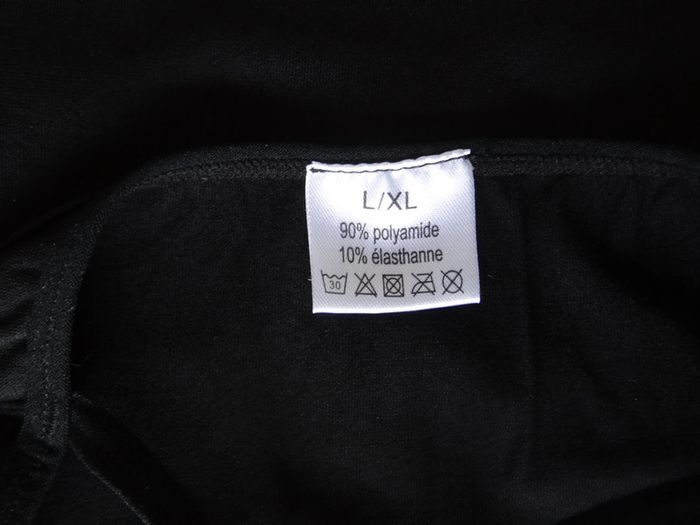 L/XL
90% polyamide
10% élasthanne
30